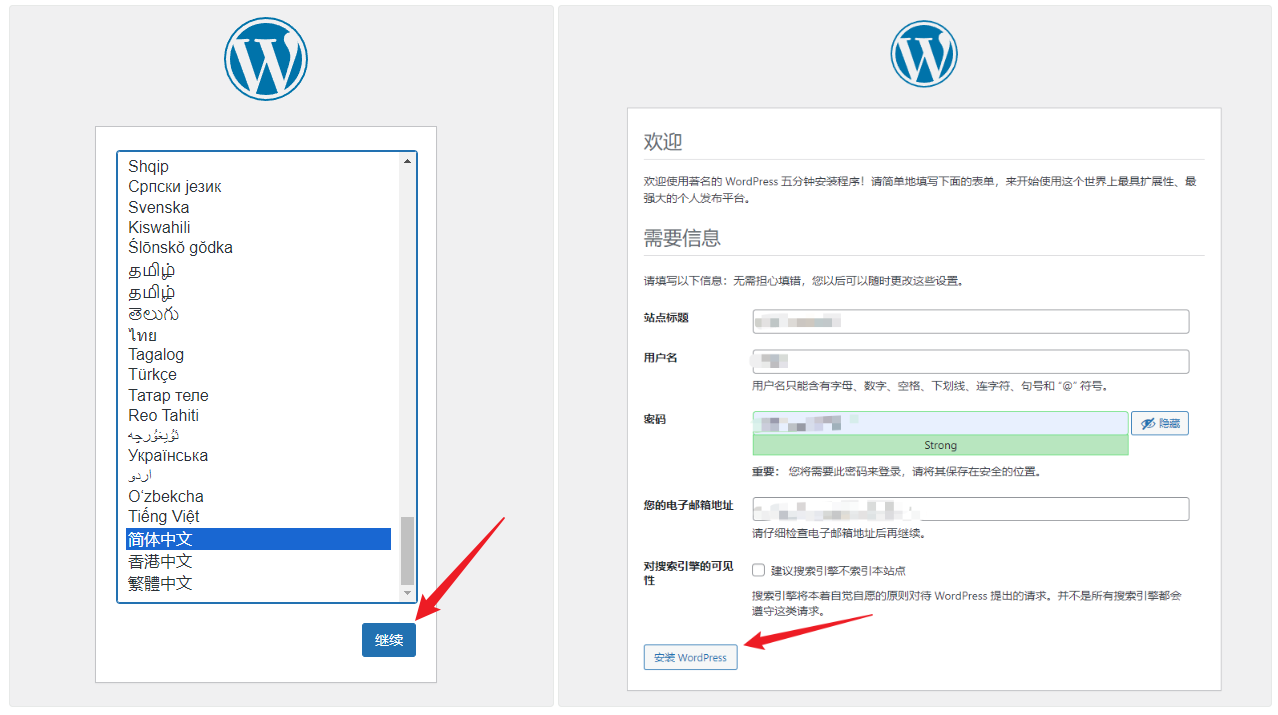 Shqip
Српски језик
Svenska
Kiswahili
Ślōnskŏ gŏdka
தமிழ்
தமிழ்
తెలుగు
ไทย
Tagalog
Türkçe
Татар теле
Reo Tahiti
ئۇيغۇرچە
Українська
اردو
O‘zbekcha
Tiếng Việt
简体中文
香港中文
繁體中文
继续
欢迎
欢迎使用著名的 WordPress 五分钟安装程序！请简单地填写下面的表单，来开始使用这个世界上最具扩展性、最
强大的个人发布平台。
需要信息
请填写以下信息：无需担心填错，您以后可以随时更改这些设置。
站点标题
用户名
用户名只能含有字母、数字、空格、下划线、连字符、句号和 “@” 符号。
密码
隐藏
Strong
重要： 您将需要此密码来登录，请将其保存在安全的位置。
您的电子邮箱地址
请仔细检查电子邮箱地址后再继续。
对搜索引擎的可见
性
建议搜索引擎不索引本站点
搜索引擎将本着自觉自愿的原则对待 WordPress 提出的请求。并不是所有搜索引擎都会
遵守这类请求。
安装 WordPress